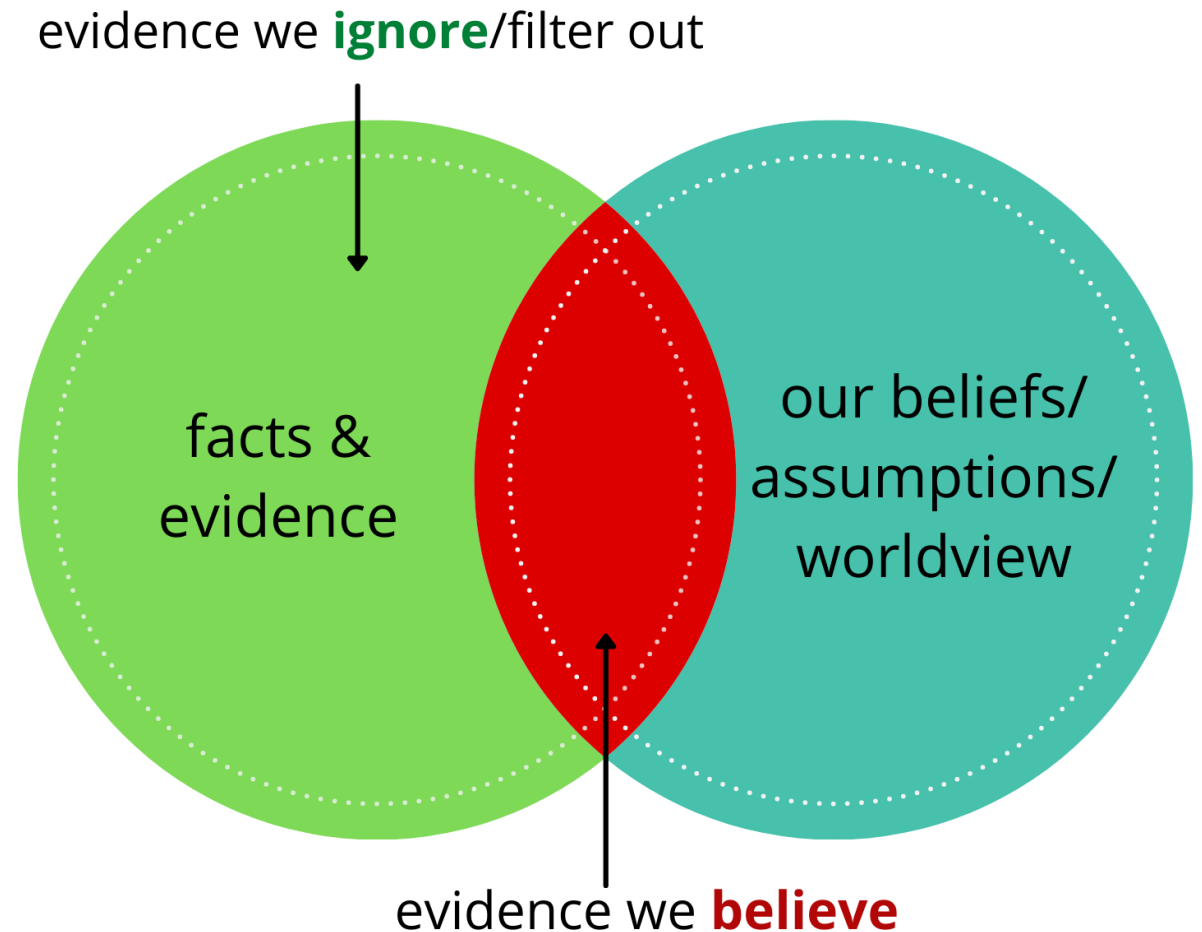 evidence we ignore/filter out
facts &
evidence
our beliefs/
assumptions/
worldview
evidence we believe